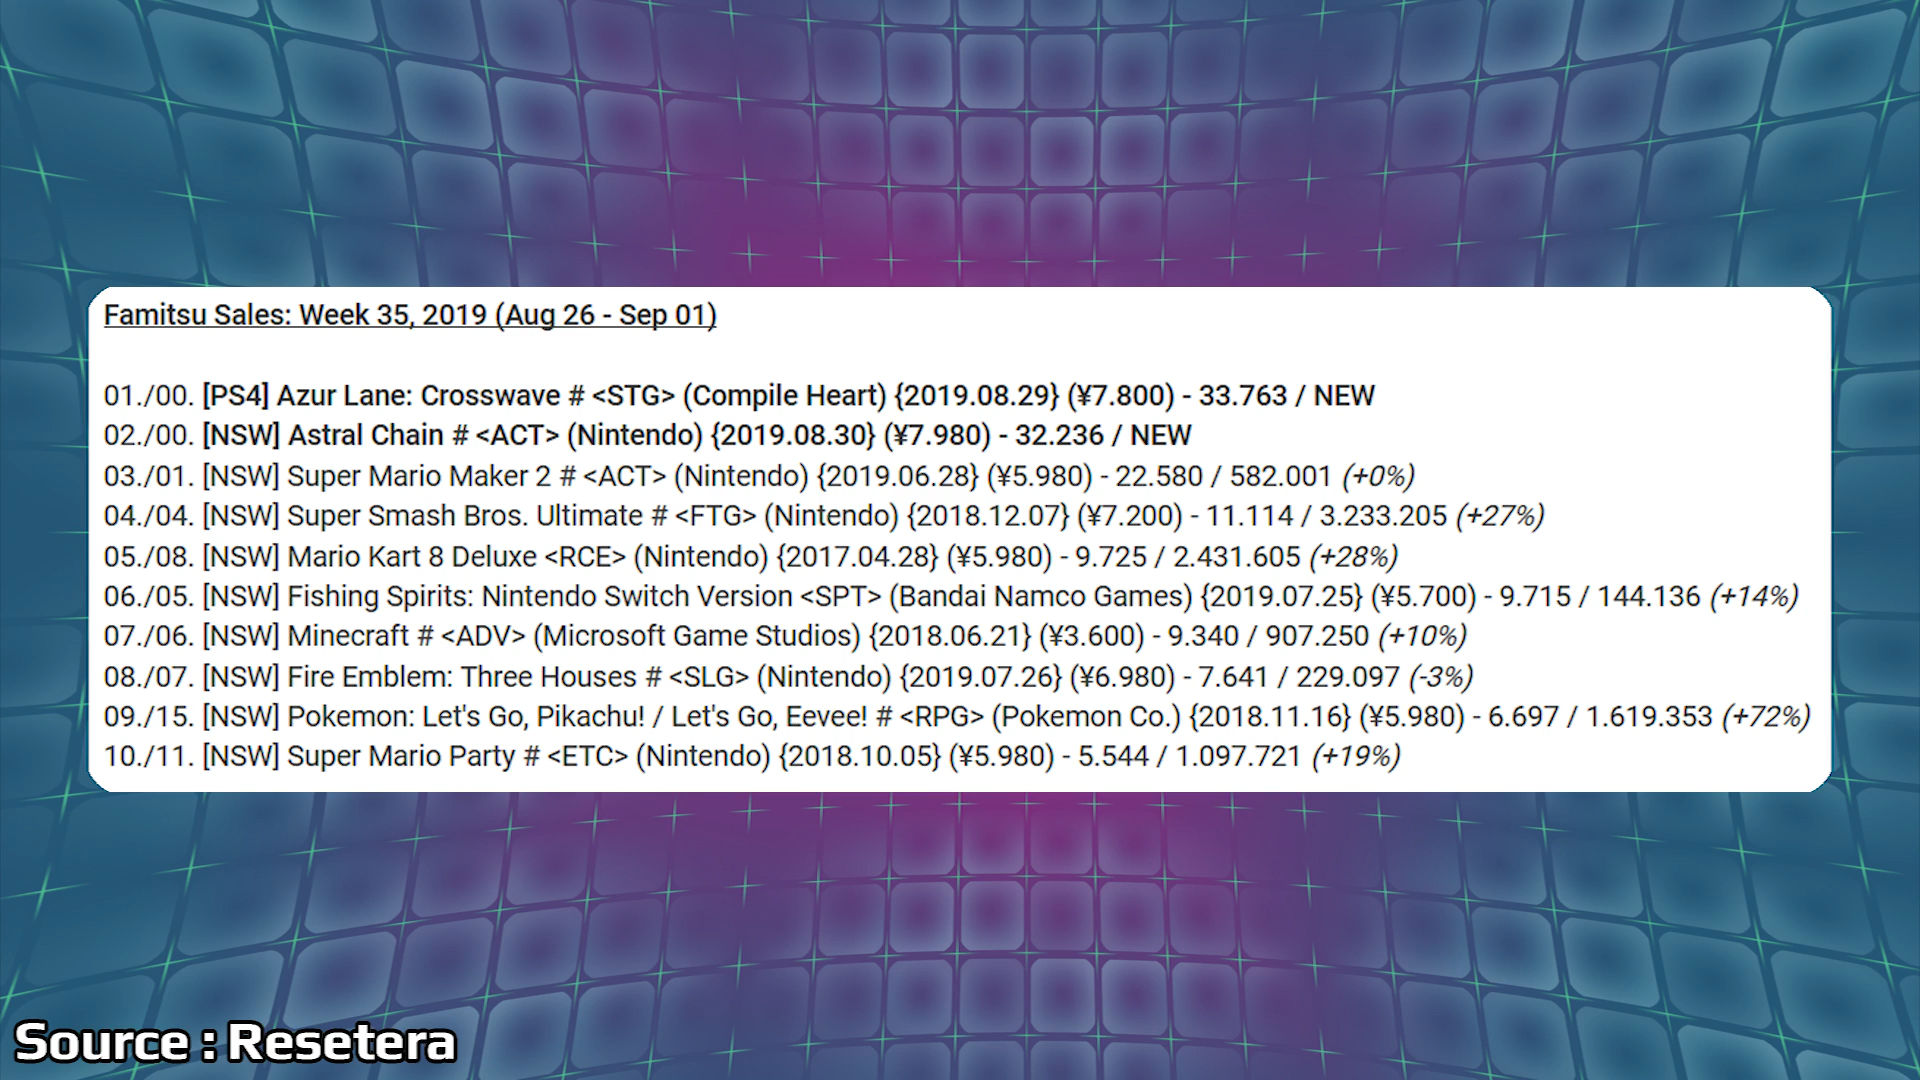 Famitsu Sales: Week 35, 2019 (Aug 26 - Sep 01)
01./00. [PS4] Azur Lane: Crosswave # <STG> (Compile Heart) {2019.08.29} (¥7.800) - 33.763 / NEW
02./00. [NSW] Astral Chain # <ACT> (Nintendo) {2019.08.30} (¥7.980) - 32.236 / NEW
03./01. [NSW] Super Mario Maker 2 # <ACT> (Nintendo) {2019.06.28} (¥5.980) - 22.580 / 582.001 (+0%)
04./04. [NSW] Super Smash Bros. Ultimate # <FTG> (Nintendo) {2018.12.07} (¥7.200) - 11.114 / 3.233.205 (+27%)
05./08. [NSW] Mario Kart 8 Deluxe <RCE> (Nintendo) {2017.04.28} (¥5.980) - 9.725 / 2.431.605 (+28%)
06./05. [NSW] Fishing Spirits: Nintendo Switch Version <SPT> (Bandai Namco Games) {2019.07.25} (¥5.700) - 9.715 / 144.136 (+14%)
07./06. [NSW] Minecraft # <ADV> (Microsoft Game Studios) {2018.06.21} (¥3.600) - 9.340 / 907.250 (+10%)
08./07. [NSW] Fire Emblem: Three Houses # <SLG> (Nintendo) {2019.07.26} (¥6.980) - 7.641 / 229.097 (-3%)
09./15. [NSW] Pokemon: Let's Go, Pikachu! / Let's Go, Eevee! # <RPG> (Pokemon Co.) {2018.11.16} (¥5.980) - 6.697 / 1.619.353 (+72%)
10./11. [NSW] Super Mario Party # <ETC> (Nintendo) {2018.10.05} (¥5.980) - 5.544 / 1.097.721 (+19%)
Source : Resetera